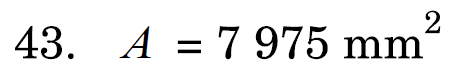 43. A = 7 975 mm²